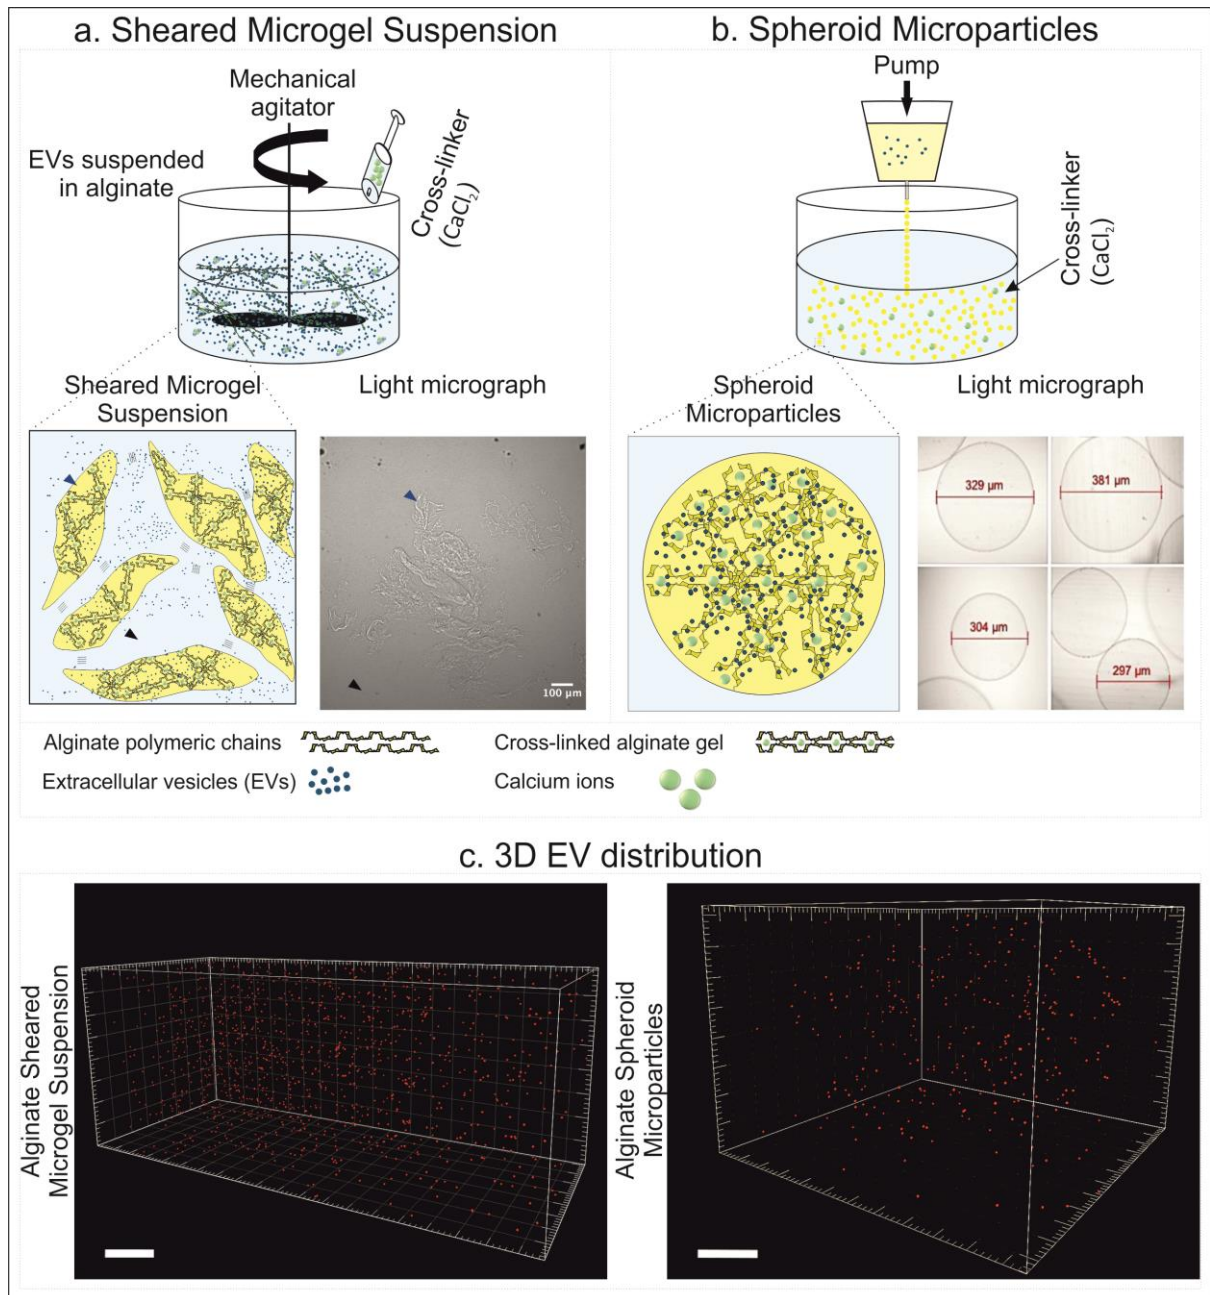 a. Sheared Microgel Suspension
b. Spheroid Microparticles
Mechanical
agitator
EVs suspended
in alginate
Cross-linker
(CaCl₂)
Pump
Cross-linker
(CaCl₂)
Sheared Microgel
Suspension
Light micrograph
Spheroid
Microparticles
Light micrograph
100 µm
329 µm
381 µm
304 µm
297 µm
Alginate polymeric chains
Cross-linked alginate gel
Extracellular vesicles (EVs)
Calcium ions
c. 3D EV distribution
Alginate Sheared
Microgel Suspension
Alginate Spheroid
Microparticles